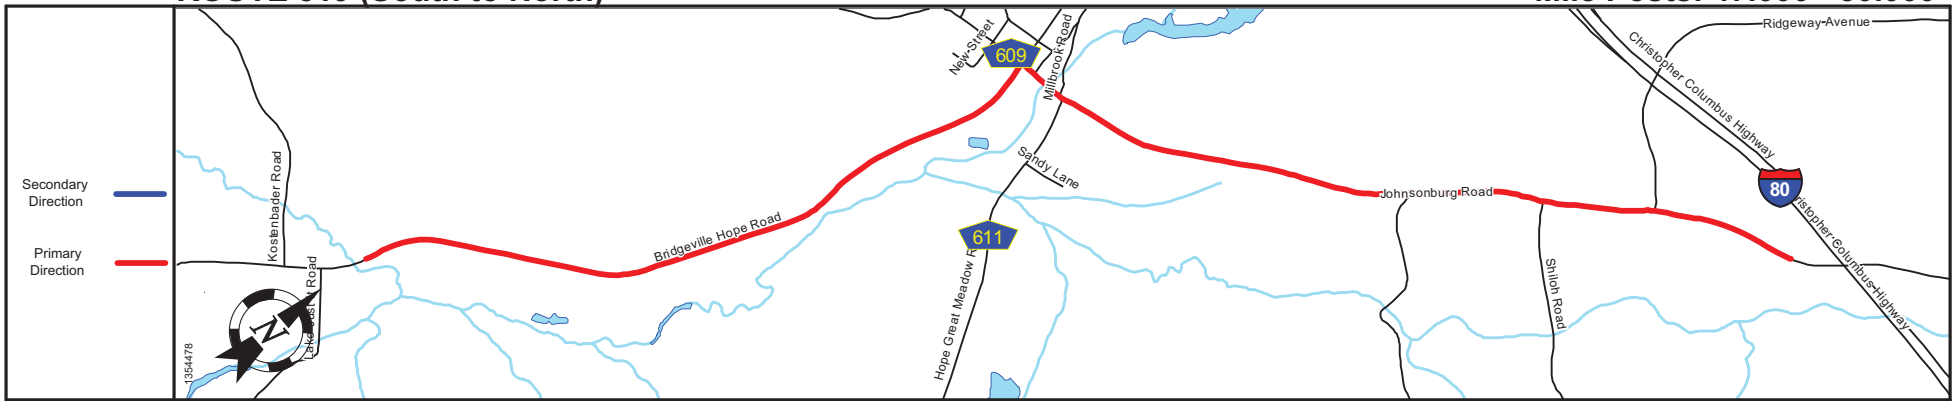 Secondary
Direction
Primary
Direction
Kostenbader Road
N
1354478
Bridgeville Hope Road
New Street
609
Millbrook Road
Sandy Lane
611
Hope Great Meadow R
Johnsonburg Road
Shiloh Road
Ridgeway Avenue
Christopher Columbus Highway
80
ristopher Columbus Highway